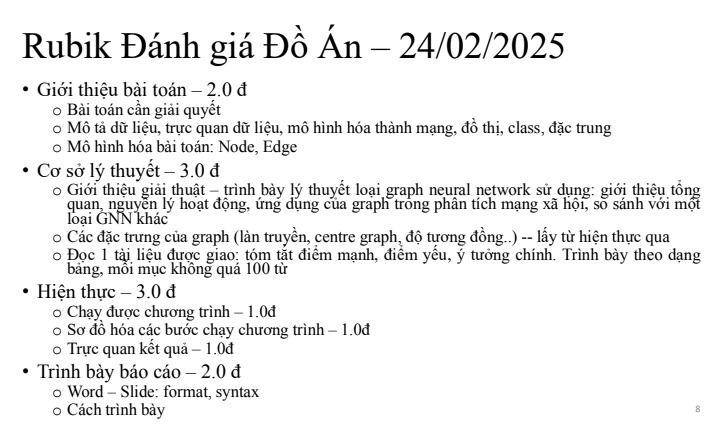 Rubik Đánh giá Đồ Án – 24/02/2025
• Giới thiệu bài toán – 2.0 đ
o Bài toán cần giải quyết
o Mô tả dữ liệu, trực quan dữ liệu, mô hình hóa thành mạng, đồ thị, class, đặc trung
o Mô hình hóa bài toán: Node, Edge
• Cơ sở lý thuyết – 3.0 đ
o Giới thiệu giải thuật – trình bày lý thuyết loại graph neural network sử dụng: giới thiệu tổng
quan, nguyên lý hoạt động, ứng dụng của graph trong phân tích mạng xã hội, so sánh với một
loại GNN khác
o Các đặc trưng của graph (làn truyền, centre graph, độ tương đồng..) -- lấy từ hiện thực qua
o Đọc 1 tài liệu được giao: tóm tắt điểm mạnh, điểm yếu, ý tưởng chính. Trình bày theo dạng
bảng, mỗi mục không quá 100 từ
• Hiện thực – 3.0 đ
o Chạy được chương trình – 1.0đ
o Sơ đồ hóa các bước chạy chương trình – 1.0đ
o Trực quan kết quả – 1.0đ
• Trình bày báo cáo – 2.0 đ
o Word – Slide: format, syntax
o Cách trình bày
8